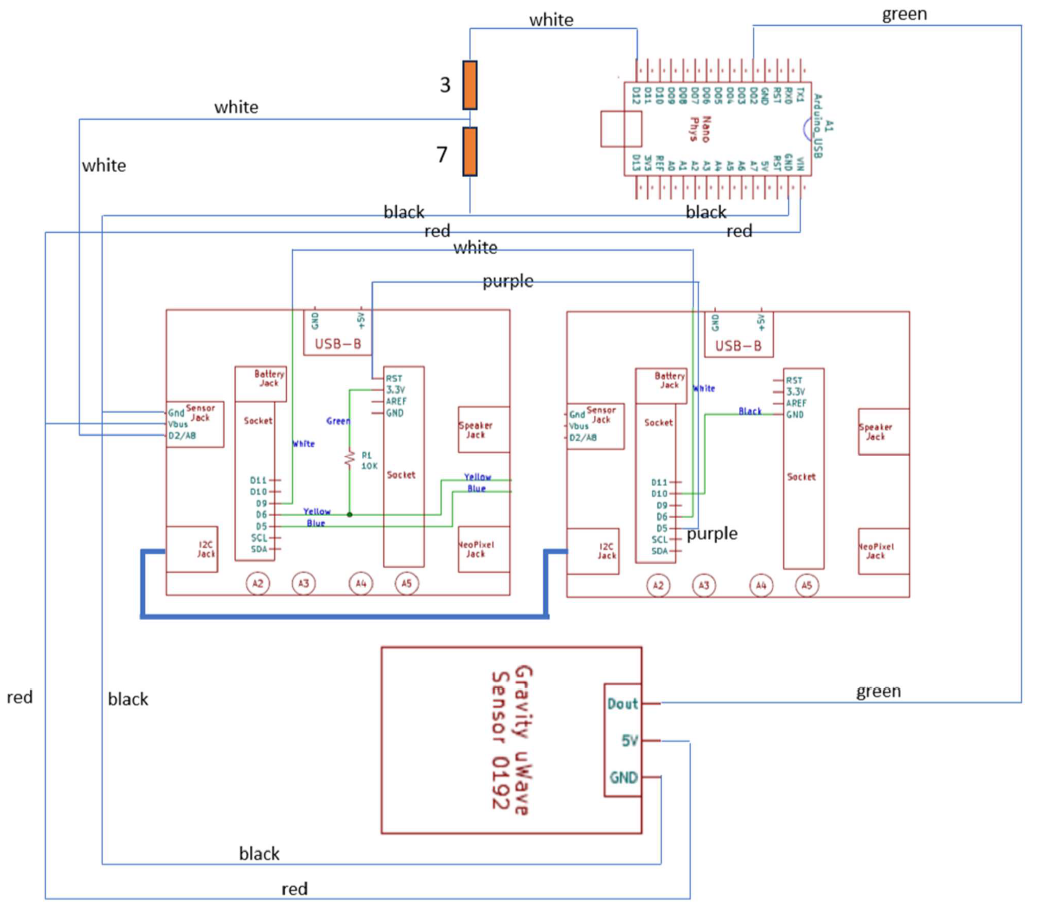 white
green
3
7
white
white
D12
D11
D10
D09
D08
D07
D06
D05
D04
D03
D02
GND
RST
RX0
TX1
Nano
Phys
A1
Arduino_USB
D13
3V3
REF
A0
A1
A2
A3
A4
A5
A6
A7
5V
RST
GND
VIN
black
black
red
red
white
purple
GND
+5V
USB-B
Battery
Jack
Sensor
Jack
Gnd
Vbus
D2/A8
Socket
White
Green
R1
10K
RST
3.3V
AREF
GND
Socket
Speaker
Jack
D11
D10
D9
D6
D5
SCL
SDA
Yellow
Blue
Yellow
Blue
I2C
Jack
NeoPixel
Jack
A2
A3
A4
A5
GND
+5V
USB-B
Battery
Jack
Sensor
Jack
Gnd
Vbus
D2/A8
Socket
White
Black
RST
3.3V
AREF
GND
Socket
Speaker
Jack
D11
D10
D9
D6
D5
SCL
SDA
purple
I2C
Jack
NeoPixel
Jack
A2
A3
A4
A5
Gravity uWave
Sensor 0192
Dout
5V
GND
green
red
black
black
red